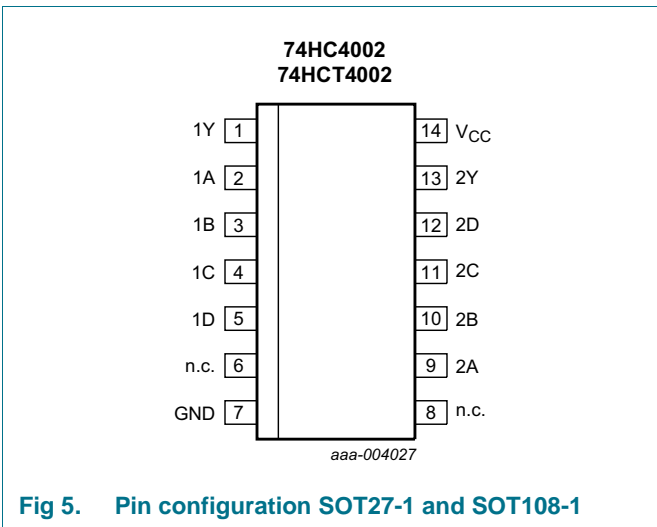 74HC4002
74HCT4002
1Y 1 14 VCC
1A 2 13 2Y
1B 3 12 2D
1C 4 11 2C
1D 5 10 2B
n.c. 6 9 2A
GND 7 8 n.c.
aaa-004027
Fig 5. Pin configuration SOT27-1 and SOT108-1